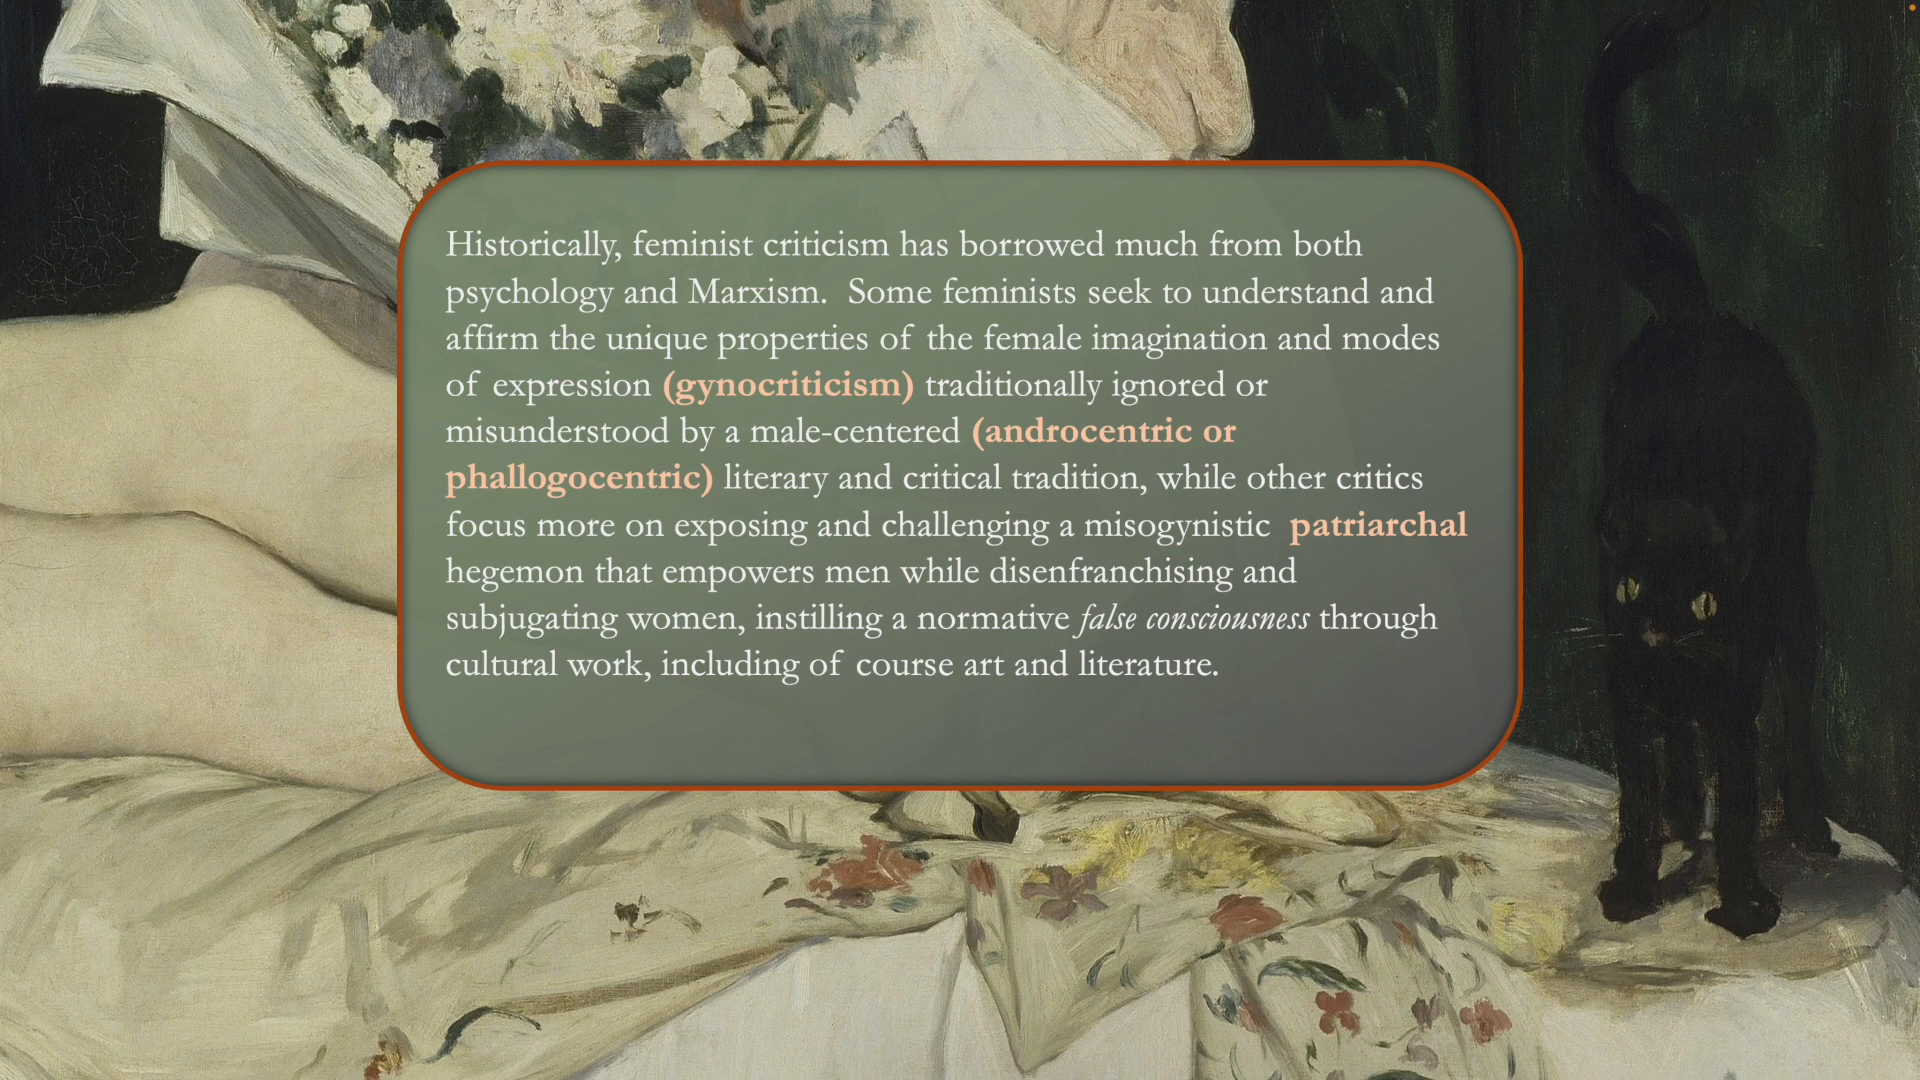 Historically, feminist criticism has borrowed much from both
psychology and Marxism.  Some feminists seek to understand and
affirm the unique properties of the female imagination and modes
of expression (gynocriticism) traditionally ignored or
misunderstood by a male-centered (androcentric or
phallogocentric) literary and critical tradition, while other critics
focus more on exposing and challenging a misogynistic  patriarchal
hegemon that empowers men while disenfranchising and
subjugating women, instilling a normative false consciousness through
cultural work, including of course art and literature.